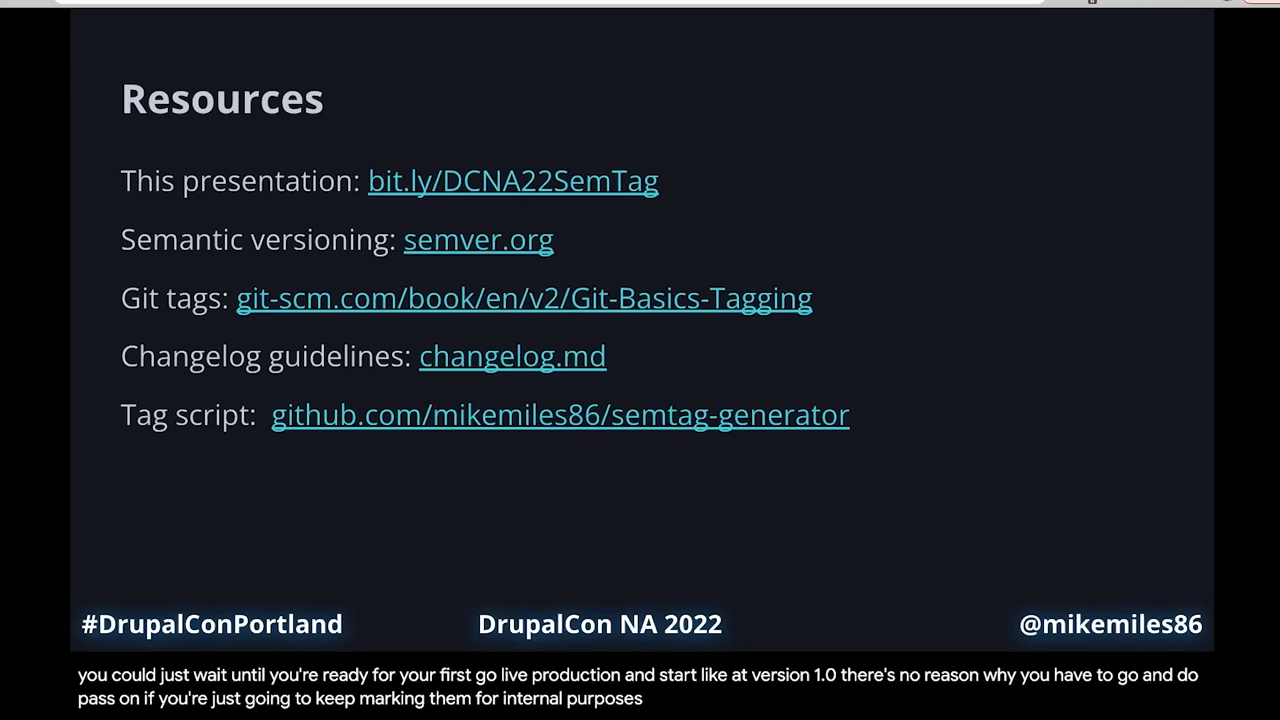 Resources
This presentation: bit.ly/DCNA22SemTag
Semantic versioning: semver.org
Git tags: git-scm.com/book/en/v2/Git-Basics-Tagging
Changelog guidelines: changelog.md
Tag script: github.com/mikemiles86/semtag-generator
#DrupalConPortland DrupalCon NA 2022 @mikemiles86
you could just wait until you're ready for your first go live production and start like at version 1.0 there's no reason why you have to go and do
pass on if you're just going to keep marking them for internal purposes